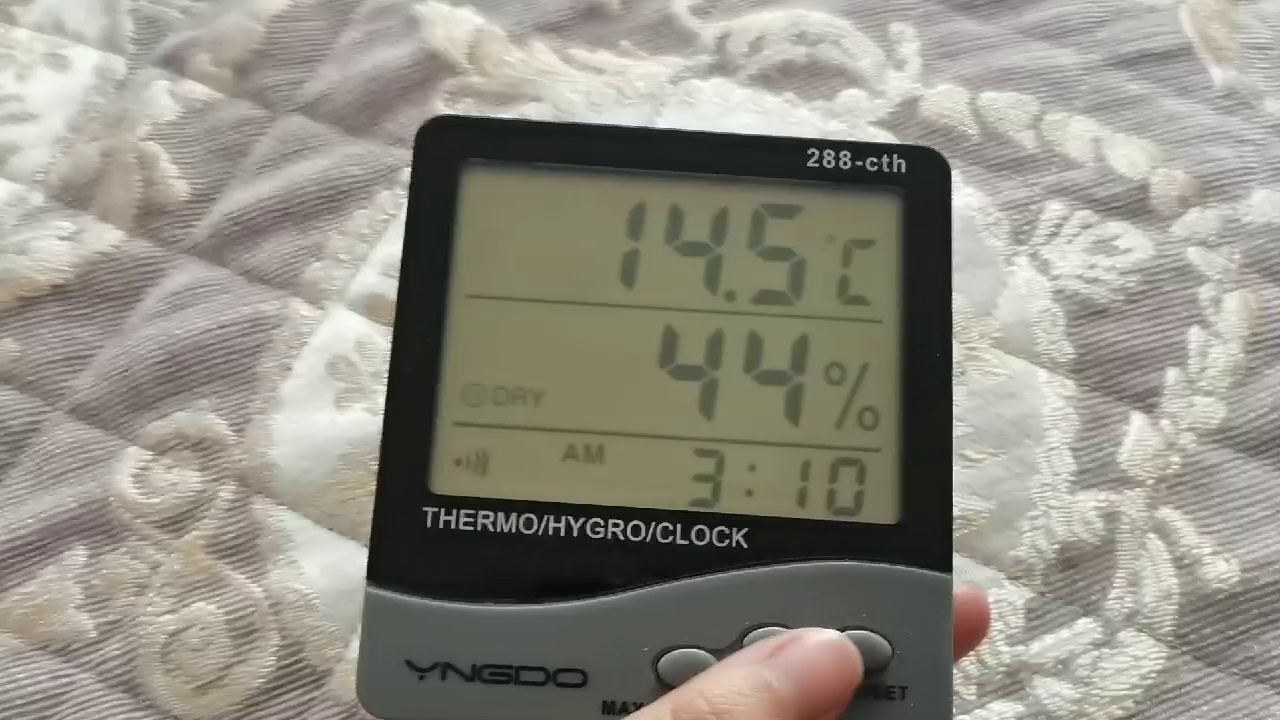 288-cth
14.5 °C
44 %
DRY
AM 3:10
THERMO/HYGRO/CLOCK
YNGDO